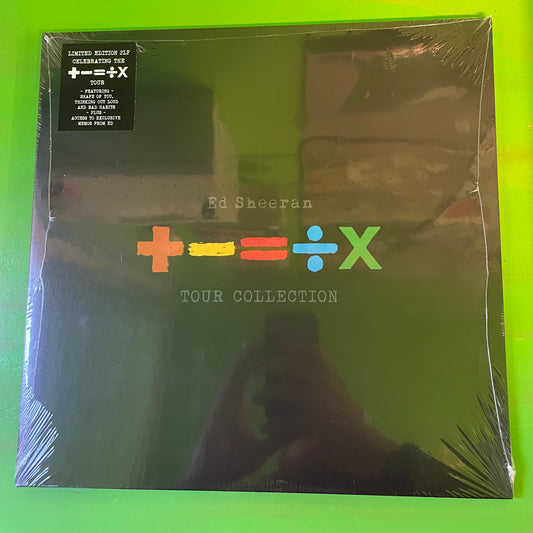 LIMITED EDITION 2LP
CELEBRATING THE
+-=÷x
TOUR
- FEATURING -
SHAPE OF YOU,
THINKING OUT LOUD
AND BAD HABITS
- PLUS -
ACCESS TO EXCLUSIVE
MEMOS FROM ED
Ed Sheeran
+-=÷x
TOUR COLLECTION